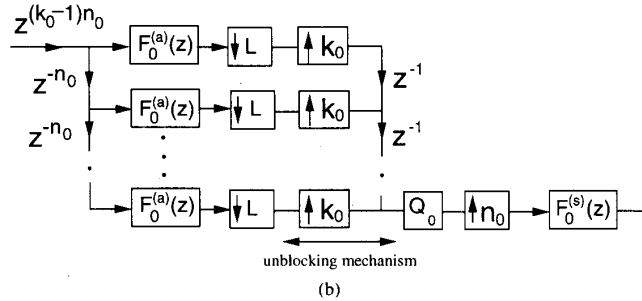 z^{(k_0-1)n_0}
F_0^{(a)}(z) ↓ L ↑ k_0
z^{-n_0} z^{-1}
F_0^{(a)}(z) ↓ L ↑ k_0
z^{-n_0} z^{-1}
F_0^{(a)}(z) ↓ L ↑ k_0 Q_0 ↑ n_0 F_0^{(s)}(z)
unblocking mechanism
(b)